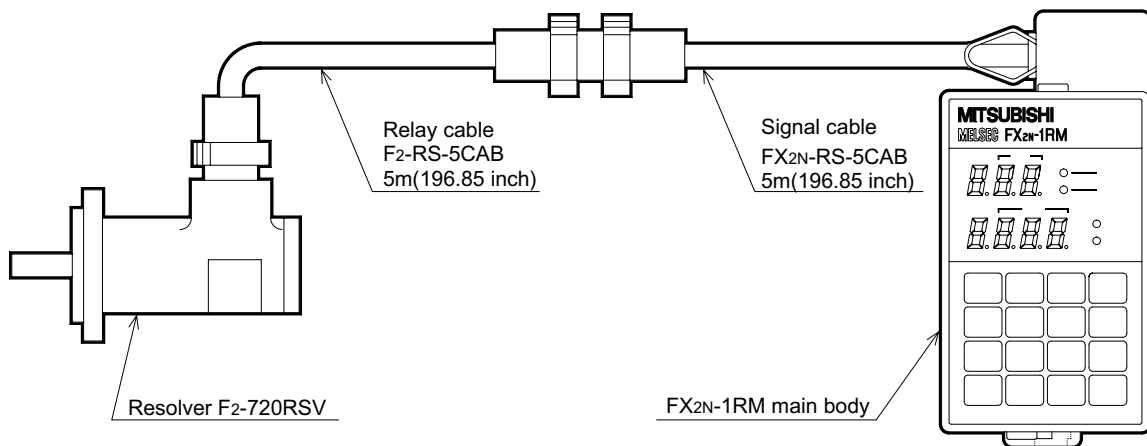 Relay cable
F2-RS-5CAB
5m(196.85 inch)
Signal cable
FX2N-RS-5CAB
5m(196.85 inch)
MITSUBISHI
MELSEC FX2N-1RM
Resolver F2-720RSV
FX2N-1RM main body